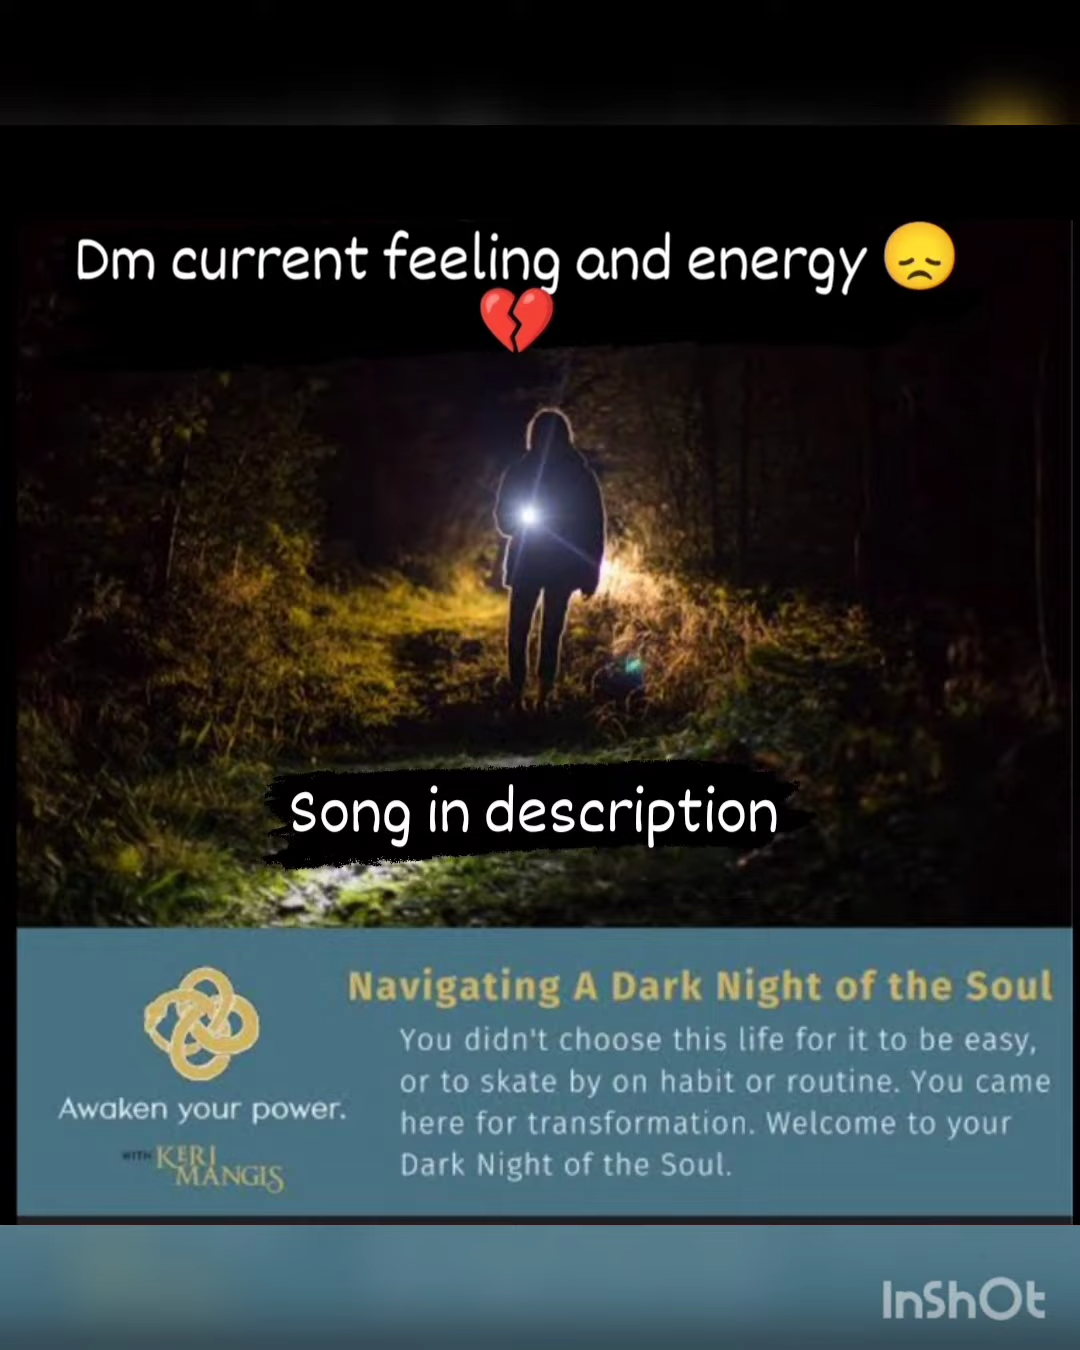 Dm current feeling and energy 😞
💔
Song in description
Navigating A Dark Night of the Soul
You didn't choose this life for it to be easy,
or to skate by on habit or routine. You came
here for transformation. Welcome to your
Dark Night of the Soul.
Awaken your power.
WITH KERI
MANGIS
InShOt